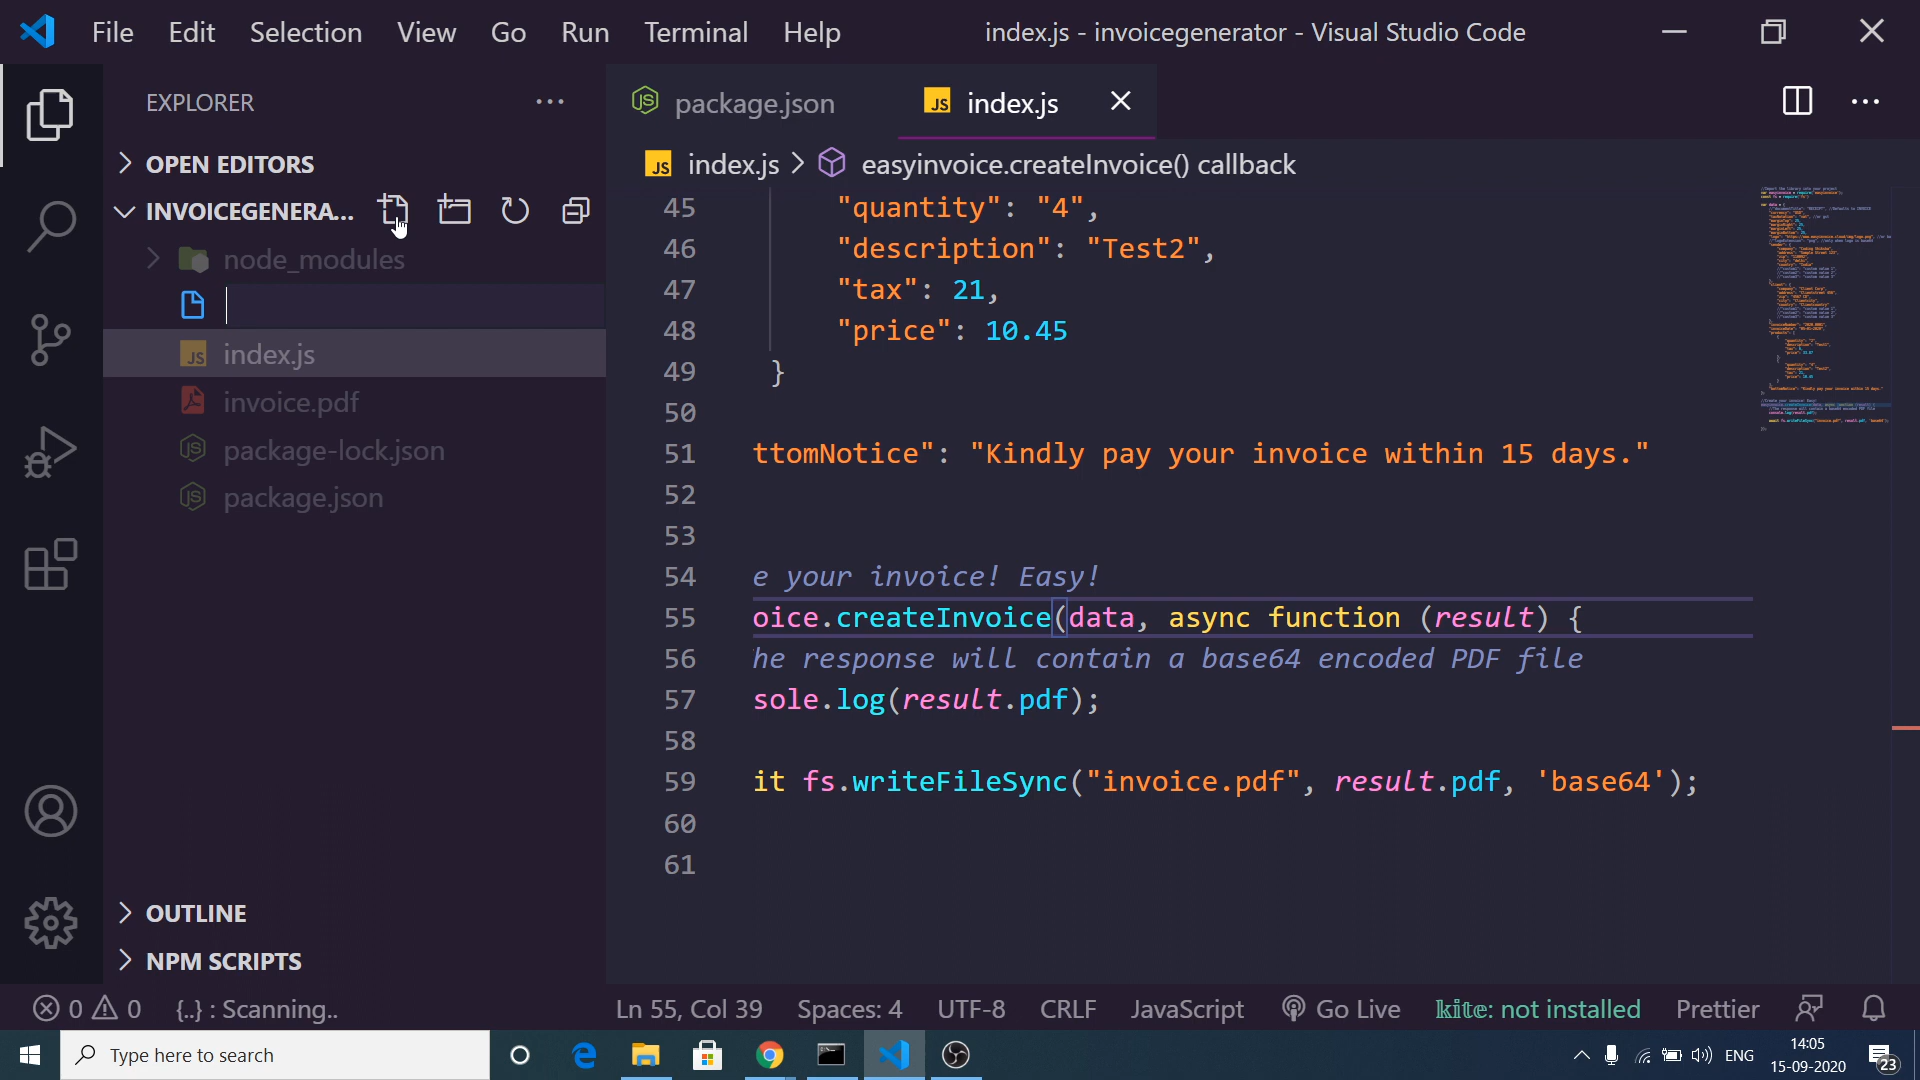 File Edit Selection View Go Run Terminal Help index.js - invoicegenerator - Visual Studio Code
EXPLORER
OPEN EDITORS
INVOICEGENERA...
node_modules
index.js
invoice.pdf
package-lock.json
package.json
OUTLINE
NPM SCRIPTS
package.json
JS index.js
JS index.js > easyinvoice.createInvoice() callback
45 "quantity": "4",
46 "description": "Test2",
47 "tax": 21,
48 "price": 10.45
49 }
50
51 ttomNotice": "Kindly pay your invoice within 15 days."
52
53
54 e your invoice! Easy!
55 oice.createInvoice(data, async function (result) {
56 he response will contain a base64 encoded PDF file
57 sole.log(result.pdf);
58
59 it fs.writeFileSync("invoice.pdf", result.pdf, 'base64');
60
61
0 0 {..} : Scanning.. Ln 55, Col 39 Spaces: 4 UTF-8 CRLF JavaScript Go Live kite: not installed Prettier
Type here to search
ENG
14:05
15-09-2020
23